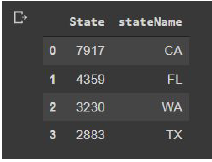 State stateName
0 7917 CA
1 4359 FL
2 3230 WA
3 2883 TX